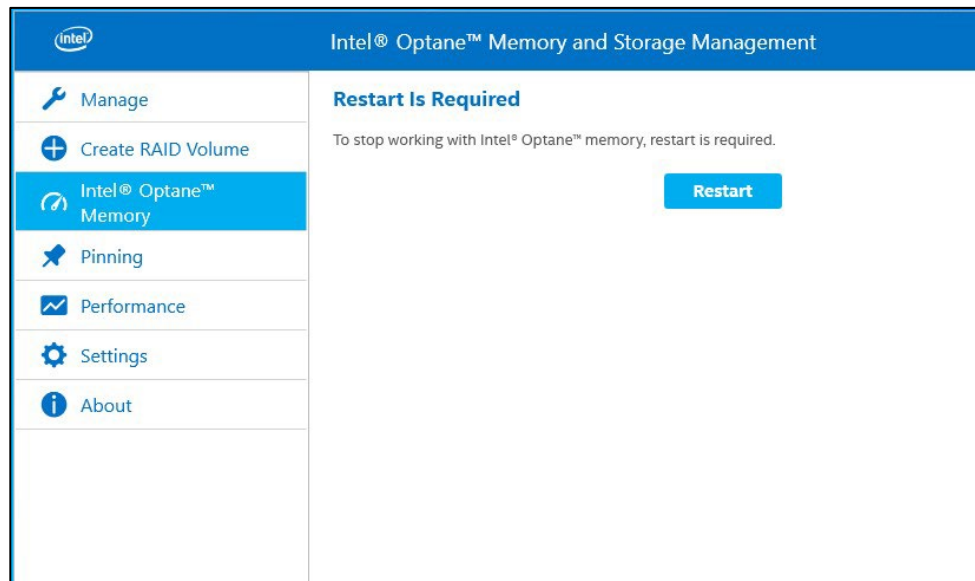 intel
Intel® Optane™ Memory and Storage Management
Manage
Create RAID Volume
Intel® Optane™
Memory
Pinning
Performance
Settings
About
Restart Is Required
To stop working with Intel® Optane™ memory, restart is required.
Restart